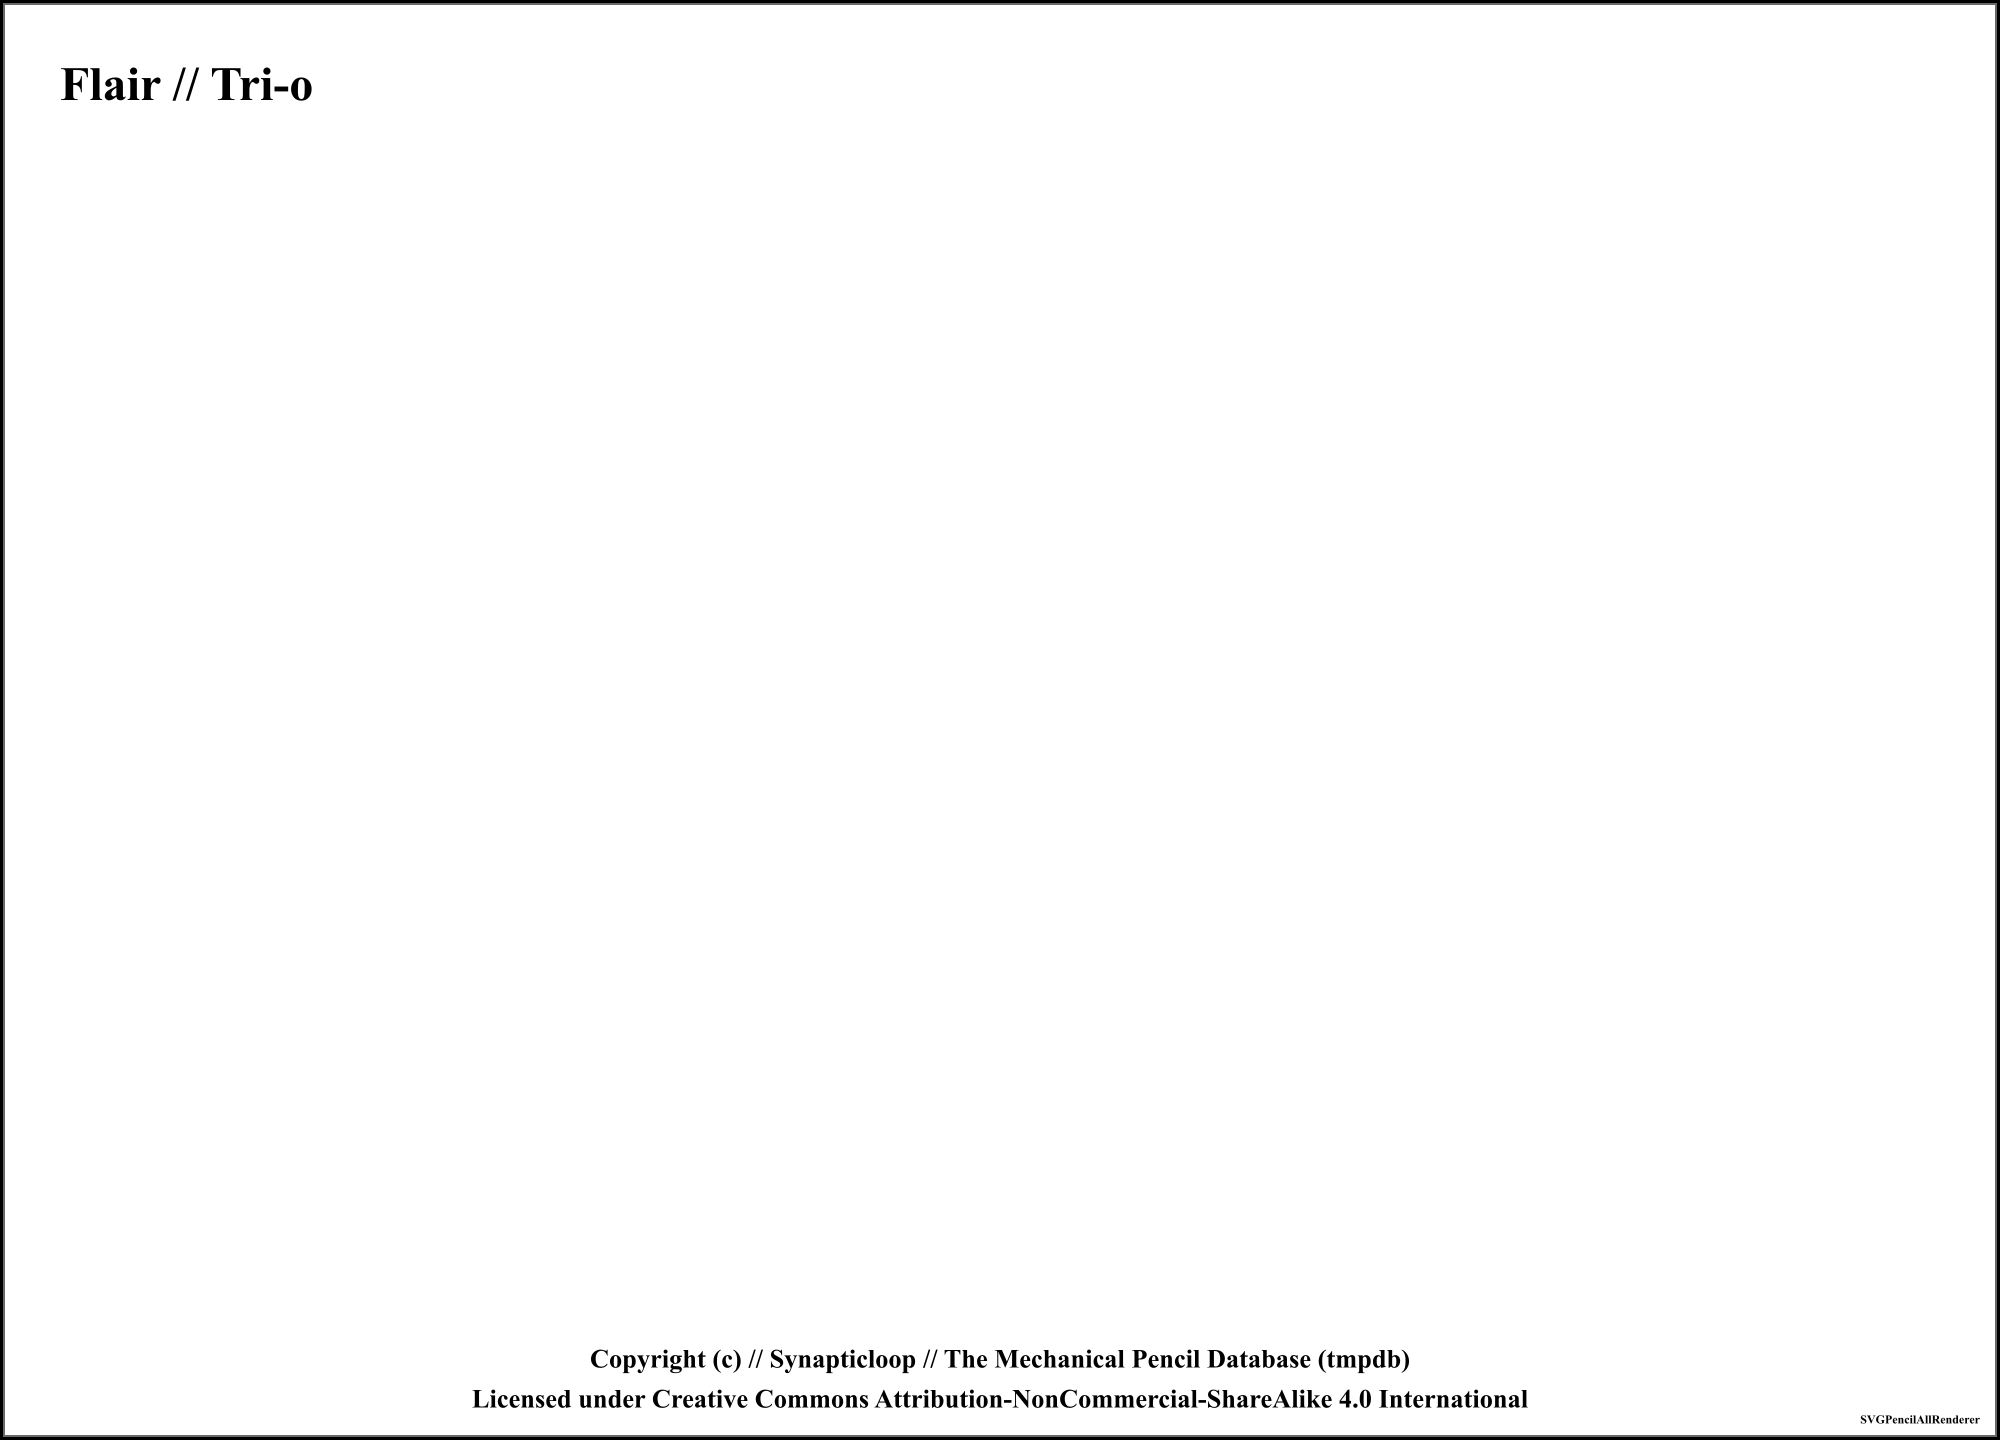 Flair // Tri-o
Copyright (c) // Synapticloop // The Mechanical Pencil Database (tmpdb)
Licensed under Creative Commons Attribution-NonCommercial-ShareAlike 4.0 International
SVGPencilAllRenderer